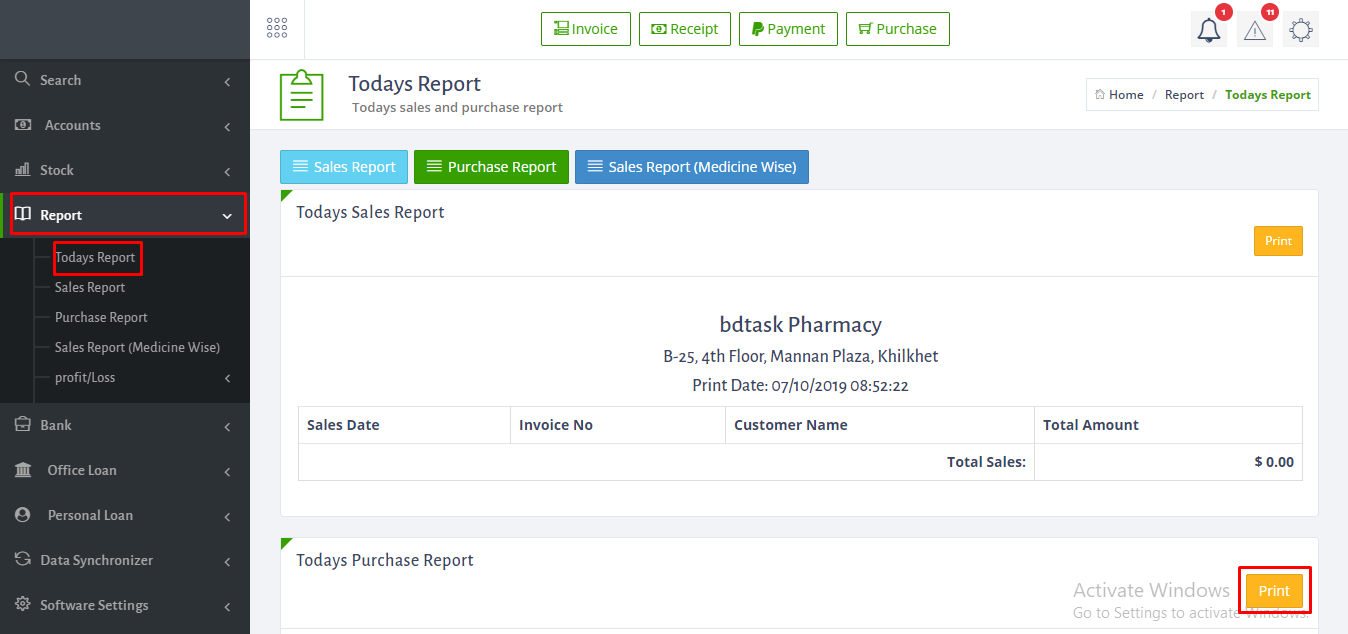 Invoice
Receipt
Payment
Purchase
1
11
Search
Accounts
Stock
Report
Todays Report
Sales Report
Purchase Report
Sales Report (Medicine Wise)
profit/Loss
Bank
Office Loan
Personal Loan
Data Synchronizer
Software Settings
Todays Report
Todays sales and purchase report
Home / Report / Todays Report
Sales Report
Purchase Report
Sales Report (Medicine Wise)
Todays Sales Report
Print
bdtask Pharmacy
B-25, 4th Floor, Mannan Plaza, Khilkhet
Print Date: 07/10/2019 08:52:22
Sales Date Invoice No Customer Name Total Amount
Total Sales: $ 0.00
Todays Purchase Report
Print
Activate Windows
Go to Settings to activate Windows.